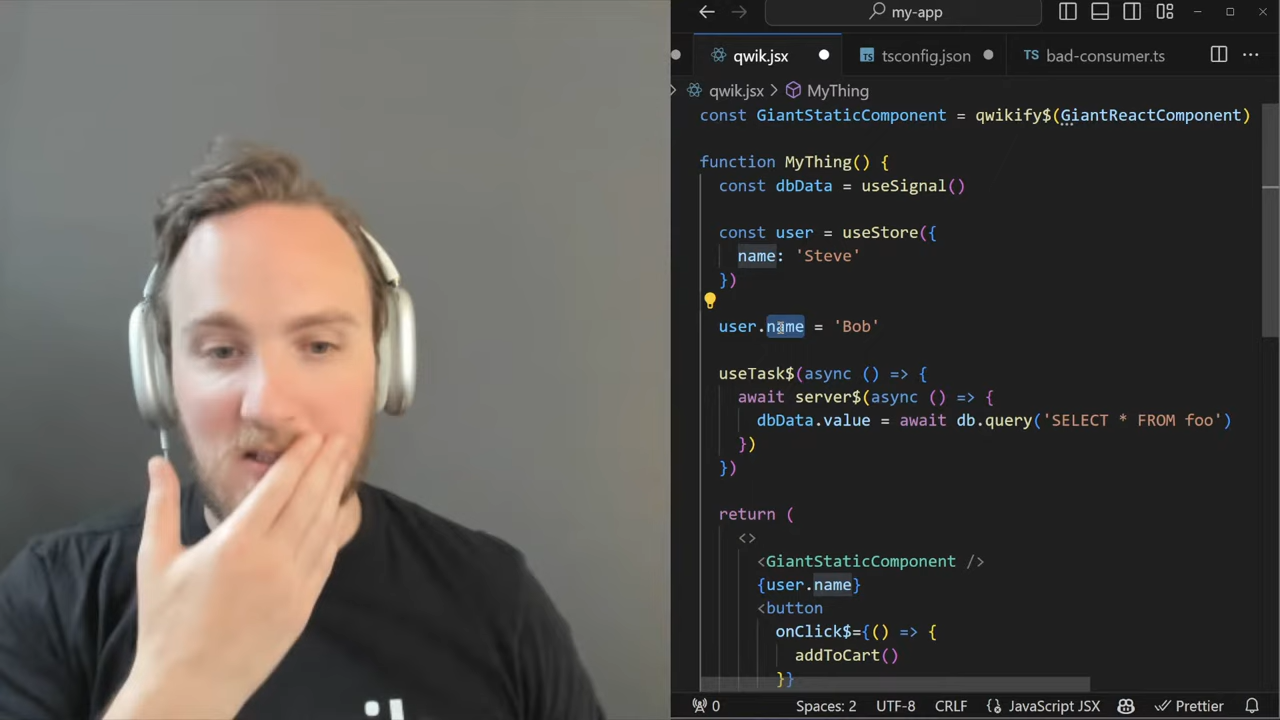 my-app
qwik.jsx
tsconfig.json
TS bad-consumer.ts
qwik.jsx > MyThing
const GiantStaticComponent = qwikify$(GiantReactComponent)
function MyThing() {
const dbData = useSignal()
const user = useStore({
name: 'Steve'
})
user.name = 'Bob'
useTask$(async () => {
await server$(async () => {
dbData.value = await db.query('SELECT * FROM foo')
})
})
return (
<>
<GiantStaticComponent />
{user.name}
<button
onClick$={() => {
addToCart()
}}
0 Spaces: 2 UTF-8 CRLF {} JavaScript JSX Prettier